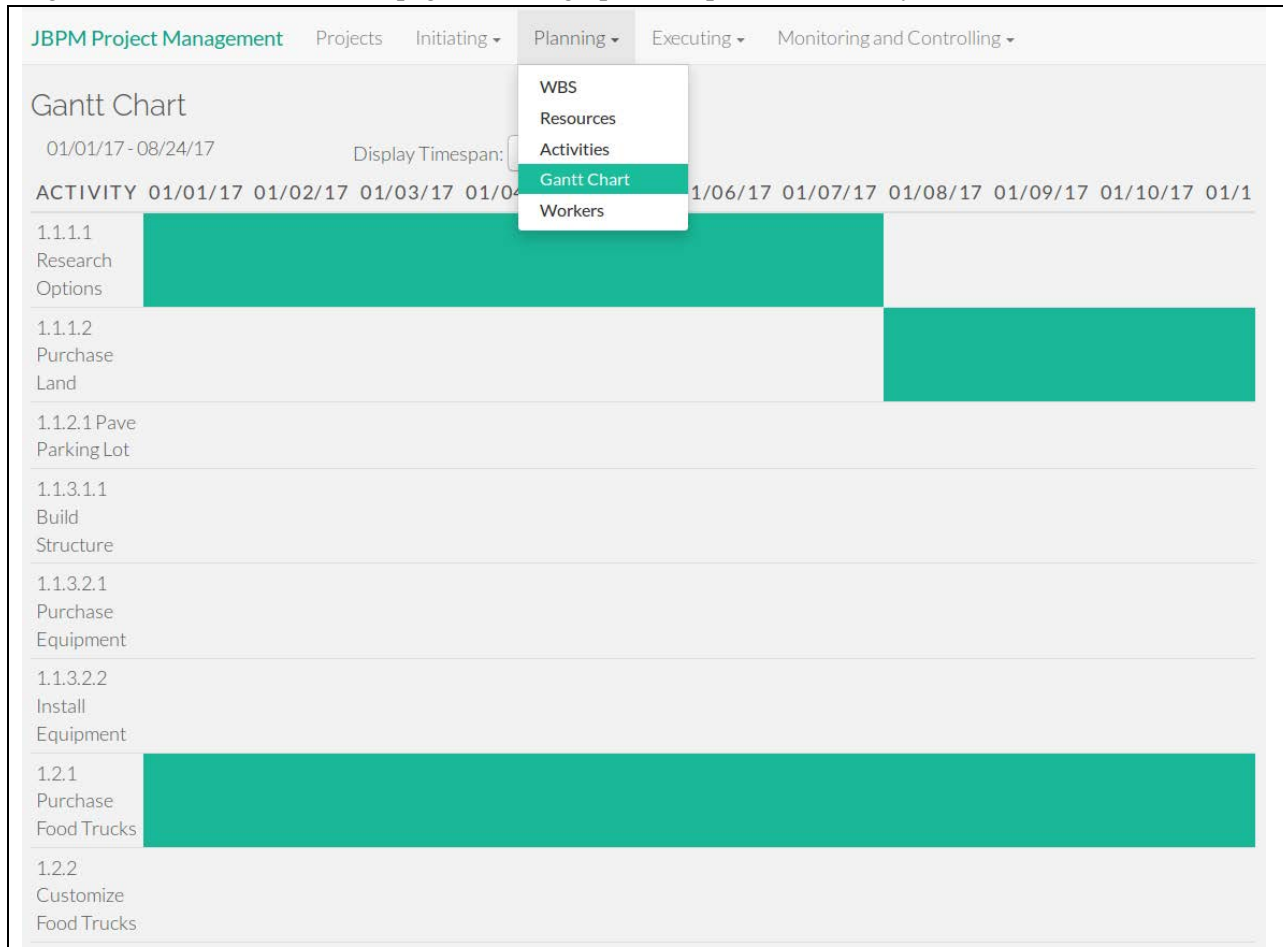 JBPM Project Management Projects Initiating Planning Executing Monitoring and Controlling
WBS
Resources
Activities
Gantt Chart
Workers
Gantt Chart
01/01/17 - 08/24/17 Display Timespan:
ACTIVITY 01/01/17 01/02/17 01/03/17 01/04 1/06/17 01/07/17 01/08/17 01/09/17 01/10/17 01/1
1.1.1.1
Research
Options
1.1.1.2
Purchase
Land
1.1.2.1 Pave
Parking Lot
1.1.3.1.1
Build
Structure
1.1.3.2.1
Purchase
Equipment
1.1.3.2.2
Install
Equipment
1.2.1
Purchase
Food Trucks
1.2.2
Customize
Food Trucks